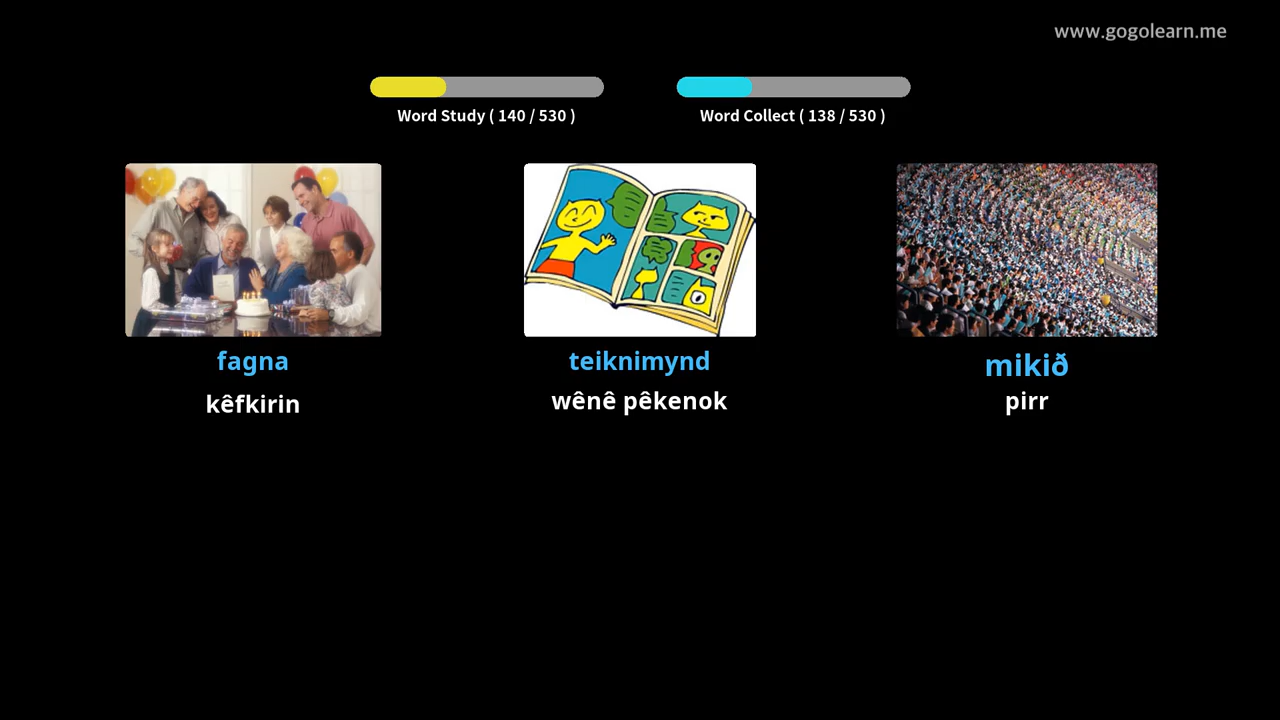 www.gogolearn.me
Word Study ( 140 / 530 )
Word Collect ( 138 / 530 )
fagna
teiknimynd
mikið
kêfkirin
wênê pêkenok
pirr